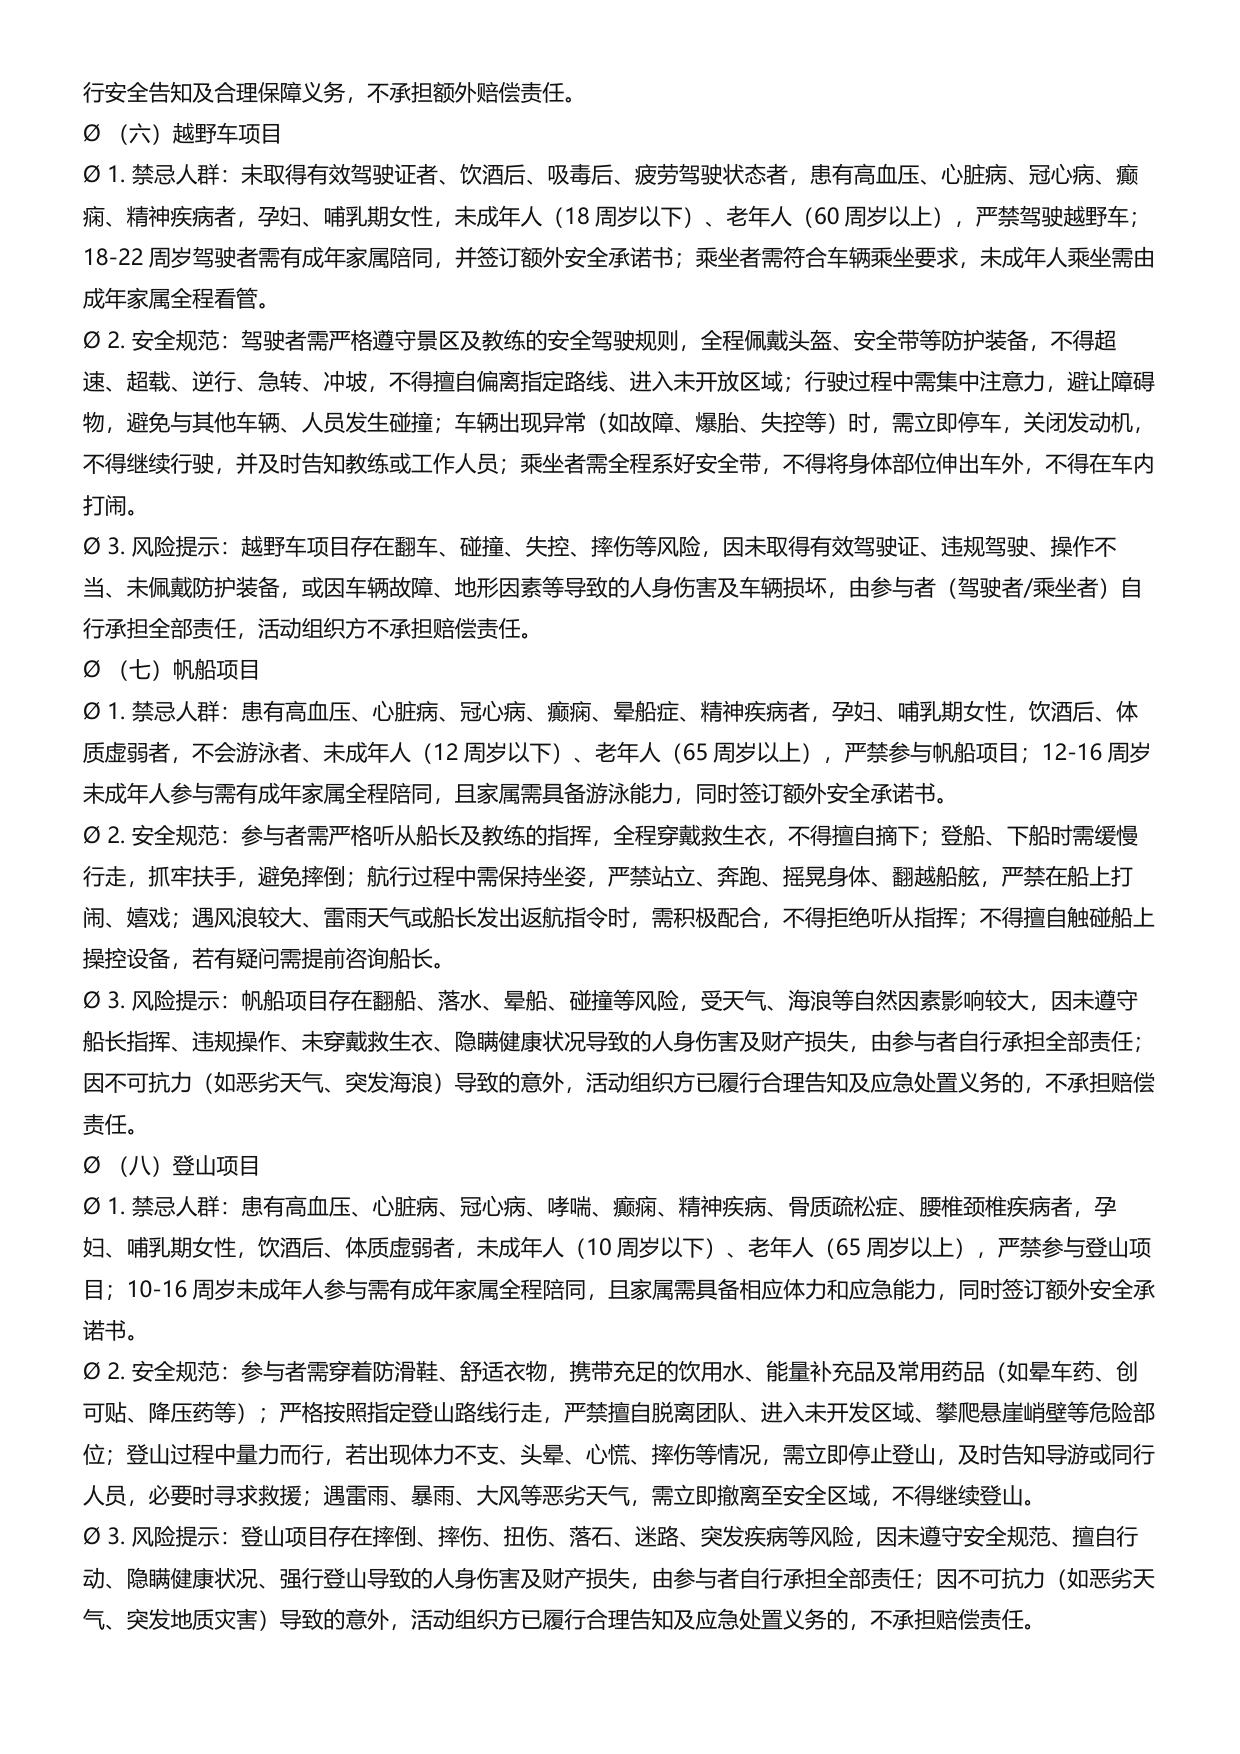 行安全告知及合理保障义务，不承担额外赔偿责任。
Ø （六）越野车项目
Ø 1. 禁忌人群：未取得有效驾驶证者、饮酒后、吸毒后、疲劳驾驶状态者，患有高血压、心脏病、冠心病、癫
痫、精神疾病者，孕妇、哺乳期女性，未成年人（18 周岁以下）、老年人（60 周岁以上），严禁驾驶越野车；
18-22 周岁驾驶者需有成年家属陪同，并签订额外安全承诺书；乘坐者需符合车辆乘坐要求，未成年人乘坐需由
成年家属全程看管。
Ø 2. 安全规范：驾驶者需严格遵守景区及教练的安全驾驶规则，全程佩戴头盔、安全带等防护装备，不得超
速、超载、逆行、急转、冲坡，不得擅自偏离指定路线、进入未开放区域；行驶过程中需集中注意力，避让障碍
物，避免与其他车辆、人员发生碰撞；车辆出现异常（如故障、爆胎、失控等）时，需立即停车，关闭发动机，
不得继续行驶，并及时告知教练或工作人员；乘坐者需全程系好安全带，不得将身体部位伸出车外，不得在车内
打闹。
Ø 3. 风险提示：越野车项目存在翻车、碰撞、失控、摔伤等风险，因未取得有效驾驶证、违规驾驶、操作不
当、未佩戴防护装备，或因车辆故障、地形因素等导致的人身伤害及车辆损坏，由参与者（驾驶者/乘坐者）自
行承担全部责任，活动组织方不承担赔偿责任。
Ø （七）帆船项目
Ø 1. 禁忌人群：患有高血压、心脏病、冠心病、癫痫、晕船症、精神疾病者，孕妇、哺乳期女性，饮酒后、体
质虚弱者，不会游泳者、未成年人（12 周岁以下）、老年人（65 周岁以上），严禁参与帆船项目；12-16 周岁
未成年人参与需有成年家属全程陪同，且家属需具备游泳能力，同时签订额外安全承诺书。
Ø 2. 安全规范：参与者需严格听从船长及教练的指挥，全程穿戴救生衣，不得擅自摘下；登船、下船时需缓慢
行走，抓牢扶手，避免摔倒；航行过程中需保持坐姿，严禁站立、奔跑、摇晃身体、翻越船舷，严禁在船上打
闹、嬉戏；遇风浪较大、雷雨天气或船长发出返航指令时，需积极配合，不得拒绝听从指挥；不得擅自触碰船上
操控设备，若有疑问需提前咨询船长。
Ø 3. 风险提示：帆船项目存在翻船、落水、晕船、碰撞等风险，受天气、海浪等自然因素影响较大，因未遵守
船长指挥、违规操作、未穿戴救生衣、隐瞒健康状况导致的人身伤害及财产损失，由参与者自行承担全部责任；
因不可抗力（如恶劣天气、突发海浪）导致的意外，活动组织方已履行合理告知及应急处置义务的，不承担赔偿
责任。
Ø （八）登山项目
Ø 1. 禁忌人群：患有高血压、心脏病、冠心病、哮喘、癫痫、精神疾病、骨质疏松症、腰椎颈椎疾病者，孕
妇、哺乳期女性，饮酒后、体质虚弱者，未成年人（10 周岁以下）、老年人（65 周岁以上），严禁参与登山项
目；10-16 周岁未成年人参与需有成年家属全程陪同，且家属需具备相应体力和应急能力，同时签订额外安全承
诺书。
Ø 2. 安全规范：参与者需穿着防滑鞋、舒适衣物，携带充足的饮用水、能量补充品及常用药品（如晕车药、创
可贴、降压药等）；严格按照指定登山路线行走，严禁擅自脱离团队、进入未开发区域、攀爬悬崖峭壁等危险部
位；登山过程中量力而行，若出现体力不支、头晕、心慌、摔伤等情况，需立即停止登山，及时告知导游或同行
人员，必要时寻求救援；遇雷雨、暴雨、大风等恶劣天气，需立即撤离至安全区域，不得继续登山。
Ø 3. 风险提示：登山项目存在摔倒、摔伤、扭伤、落石、迷路、突发疾病等风险，因未遵守安全规范、擅自行
动、隐瞒健康状况、强行登山导致的人身伤害及财产损失，由参与者自行承担全部责任；因不可抗力（如恶劣天
气、突发地质灾害）导致的意外，活动组织方已履行合理告知及应急处置义务的，不承担赔偿责任。